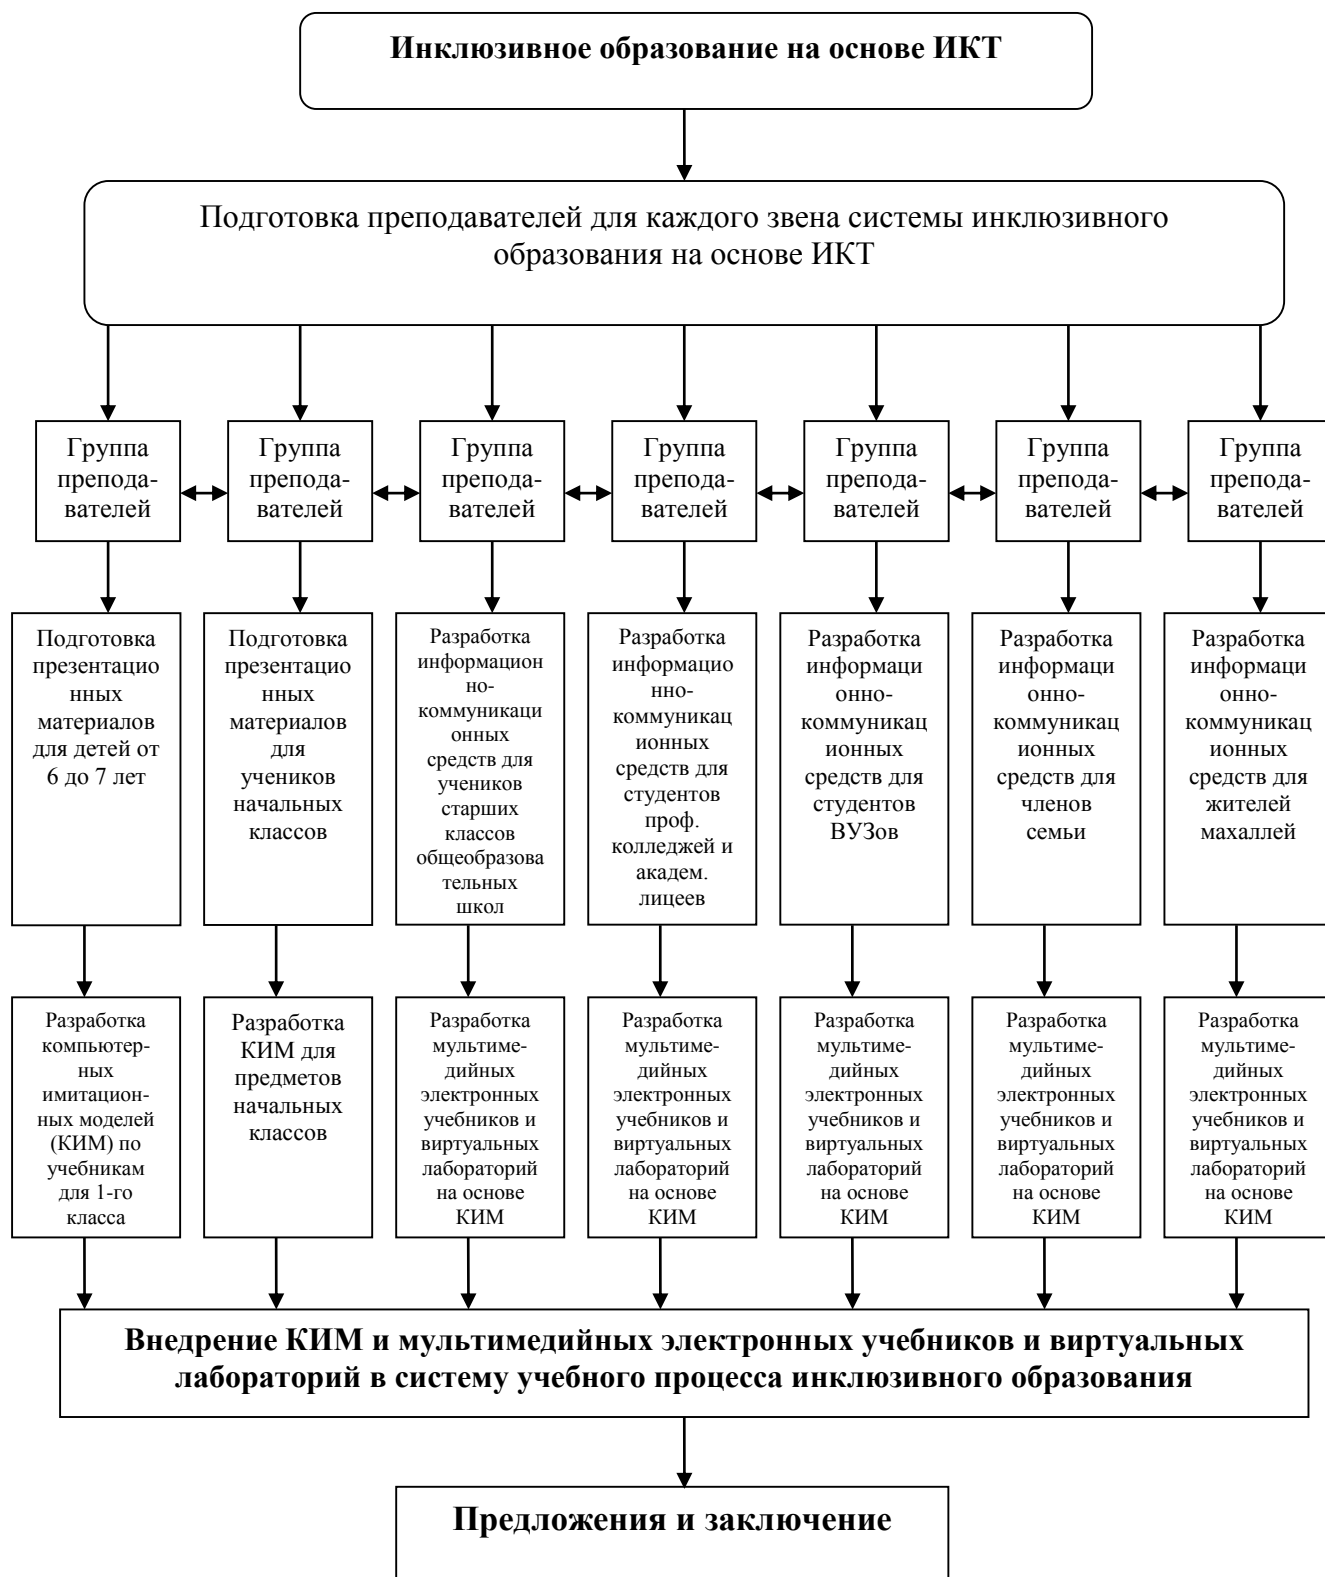 Инклюзивное образование на основе ИКТ
Подготовка преподавателей для каждого звена системы инклюзивного
образования на основе ИКТ
Группа
препода-
вателей
Группа
препода-
вателей
Группа
препода-
вателей
Группа
препода-
вателей
Группа
препода-
вателей
Группа
препода-
вателей
Группа
препода-
вателей
Подготовка
презентацио
нных
материалов
для детей от
6 до 7 лет
Подготовка
презентацио
нных
материалов
для
учеников
начальных
классов
Разработка
информацион
но-
коммуникаци
онных
средств для
учеников
старших
классов
общеобразова
тельных
школ
Разработка
информацио
нно-
коммуникац
ионных
средств для
студентов
проф.
колледжей и
академ.
лицеев
Разработка
информаци
онно-
коммуникац
ионных
средств для
студентов
ВУЗов
Разработка
информаци
онно-
коммуникац
ионных
средств для
членов
семьи
Разработка
информаци
онно-
коммуникац
ионных
средств для
жителей
махаллей
Разработка
компьютер-
ных
имитацион-
ных моделей
(КИМ) по
учебникам
для 1-го
класса
Разработка
КИМ для
предметов
начальных
классов
Разработка
мультиме-
дийных
электронных
учебников и
виртуальных
лабораторий
на основе
КИМ
Разработка
мультиме-
дийных
электронных
учебников и
виртуальных
лабораторий
на основе
КИМ
Разработка
мультиме-
дийных
электронных
учебников и
виртуальных
лабораторий
на основе
КИМ
Разработка
мультиме-
дийных
электронных
учебников и
виртуальных
лабораторий
на основе
КИМ
Разработка
мультиме-
дийных
электронных
учебников и
виртуальных
лабораторий
на основе
КИМ
Внедрение КИМ и мультимедийных электронных учебников и виртуальных
лабораторий в систему учебного процесса инклюзивного образования
Предложения и заключение